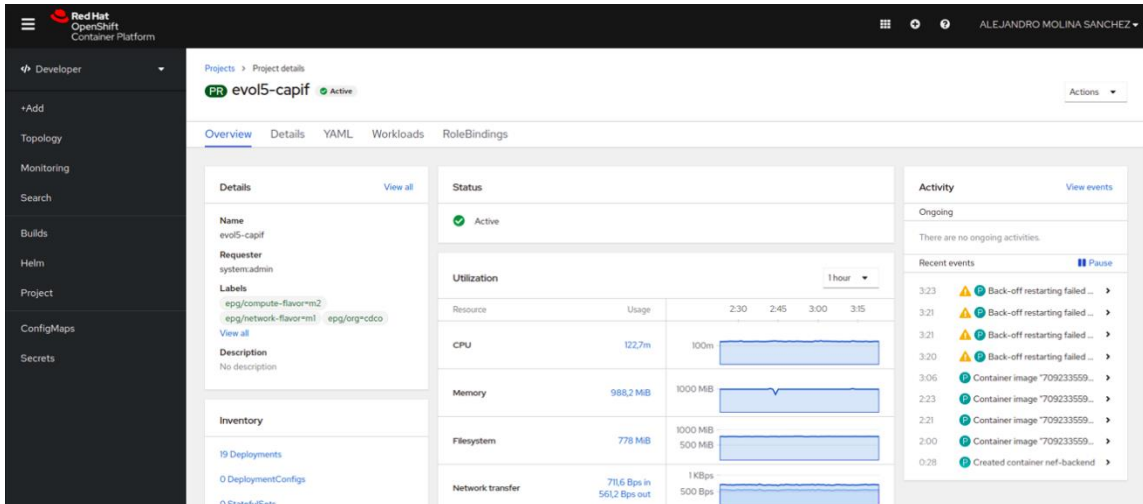 Red Hat
OpenShift
Container Platform
ALEJANDRO MOLINA SANCHEZ
Developer
+Add
Topology
Monitoring
Search
Builds
Helm
Project
ConfigMaps
Secrets
Projects > Project details
PR evol5-capif Active
Actions
Overview Details YAML Workloads RoleBindings
Details View all
Name
evol5-capif
Requester
system:admin
Labels
epg/compute-flavor=m2
epg/network-flavor=m1 epg/org=cdco
View all
Description
No description
Inventory
19 Deployments
0 DeploymentConfigs
0 StatefulSets
Status
Active
Utilization 1 hour
Resource Usage 2:30 2:45 3:00 3:15
CPU 122,7m 100m
Memory 988,2 MiB 1000 MiB
Filesystem 778 MiB 1000 MiB
500 MiB
Network transfer 711,6 Bps in
561,2 Bps out
1 KBps
500 Bps
Activity View events
Ongoing
There are no ongoing activities.
Recent events Pause
3:23 P Back-off restarting failed ...
3:21 P Back-off restarting failed ...
3:21 P Back-off restarting failed ...
3:20 P Back-off restarting failed ...
3:06 P Container image "709233559...
2:23 P Container image "709233559...
2:21 P Container image "709233559...
2:00 P Container image "709233559...
0:28 P Created container nef-backend